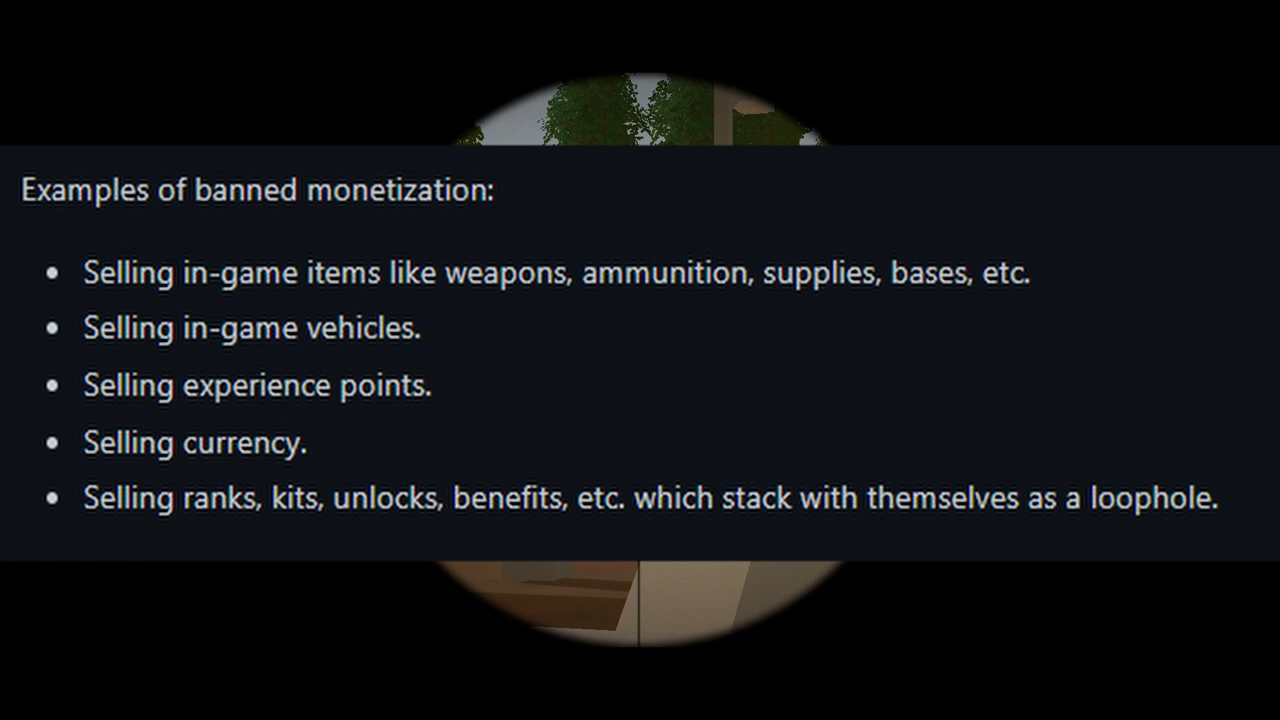 Examples of banned monetization:
• Selling in-game items like weapons, ammunition, supplies, bases, etc.
• Selling in-game vehicles.
• Selling experience points.
• Selling currency.
• Selling ranks, kits, unlocks, benefits, etc. which stack with themselves as a loophole.